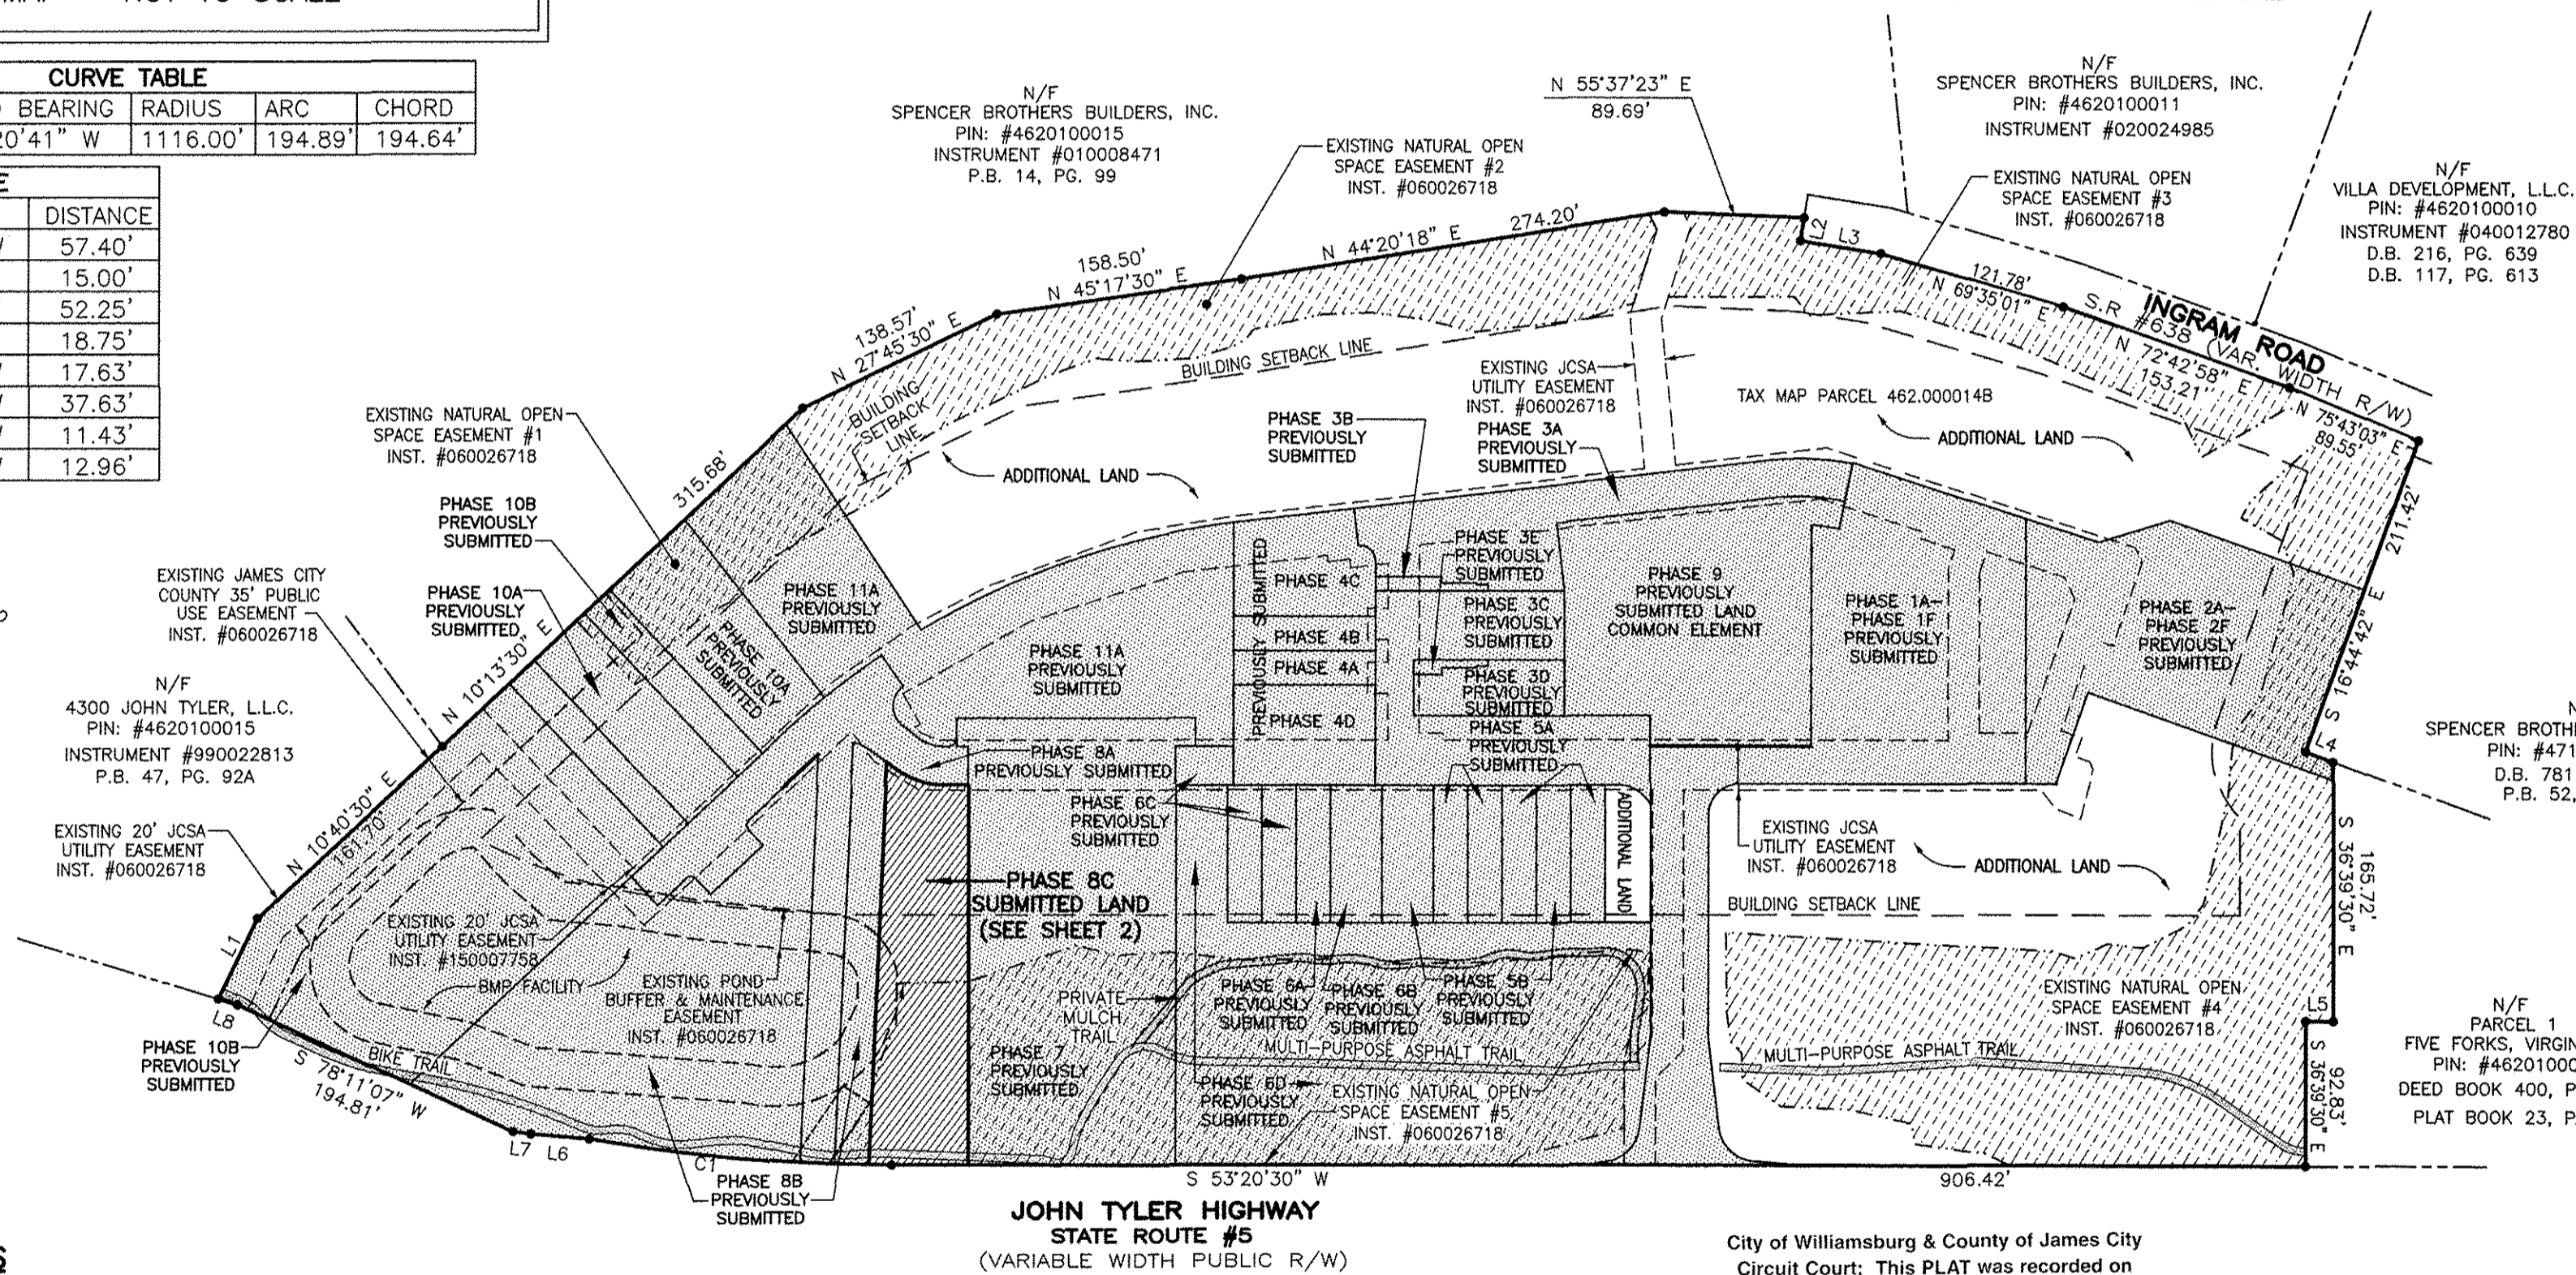 CURVE TABLE
BEARING RADIUS ARC CHORD
20'41" W 1116.00' 194.89' 194.64'
DISTANCE
57.40'
15.00'
52.25'
18.75'
17.63'
37.63'
11.43'
12.96'
N/F
SPENCER BROTHERS BUILDERS, INC.
PIN: #4620100015
INSTRUMENT #010008471
P.B. 14, PG. 99
N 55°37'23" E
89.69'
EXISTING NATURAL OPEN
SPACE EASEMENT #2
INST. #060026718
N/F
SPENCER BROTHERS BUILDERS, INC.
PIN: #4620100011
INSTRUMENT #020024985
EXISTING NATURAL OPEN
SPACE EASEMENT #3
INST. #060026718
N/F
VILLA DEVELOPMENT, L.L.C.
PIN: #4620100010
INSTRUMENT #040012780
D.B. 216, PG. 639
D.B. 117, PG. 613
N 44°20'18" E 274.20'
158.50'
N 45°17'30" E
138.57'
N 27°45'30" E
L2
L3
121.78'
N 69°35'01" E
INGRAM ROAD
S.R #638 (VAR. WIDTH R/W)
N 72°42'58" E
153.21'
N 75°43'03" E
89.55'
BUILDING SETBACK LINE
BUILDING
SETBACK
LINE
EXISTING JCSA
UTILITY EASEMENT
INST. #060026718
TAX MAP PARCEL 462.000014B
ADDITIONAL LAND
ADDITIONAL LAND
EXISTING NATURAL OPEN
SPACE EASEMENT #1
INST. #060026718
315.68'
N 10°13'30" E
PHASE 3B
PREVIOUSLY
SUBMITTED
PHASE 3A
PREVIOUSLY
SUBMITTED
PHASE 10B
PREVIOUSLY
SUBMITTED
PHASE 10A
PREVIOUSLY
SUBMITTED
EXISTING JAMES CITY
COUNTY 35' PUBLIC
USE EASEMENT
INST. #060026718
PHASE 11A
PREVIOUSLY
SUBMITTED
PHASE 10A
PREVIOUSLY
SUBMITTED
PHASE 11A
PREVIOUSLY
SUBMITTED
PREVIOUSLY SUBMITTED
PREVIOUSLY
PHASE 4C
PHASE 4B
PHASE 4A
PHASE 4D
PHASE 3E
PREVIOUSLY
SUBMITTED
PHASE 3C
PREVIOUSLY
SUBMITTED
PHASE 3D
PREVIOUSLY
SUBMITTED
PHASE 5A
PREVIOUSLY
SUBMITTED
PHASE 9
PREVIOUSLY
SUBMITTED LAND
COMMON ELEMENT
PHASE 1A-
PHASE 1F
PREVIOUSLY
SUBMITTED
PHASE 2A-
PHASE 2F
PREVIOUSLY
SUBMITTED
211.42'
S 16°44'42" E
L4
N/F
4300 JOHN TYLER, L.L.C.
PIN: #4620100015
INSTRUMENT #990022813
P.B. 47, PG. 92A
N 10°40'30" E
161.70'
EXISTING 20' JCSA
UTILITY EASEMENT
INST. #060026718
PHASE 8A
PREVIOUSLY SUBMITTED
PHASE 6C
PREVIOUSLY
SUBMITTED
ADDITIONAL LAND
EXISTING JCSA
UTILITY EASEMENT
INST. #060026718
ADDITIONAL LAND
BUILDING SETBACK LINE
SPENCER BROTH
PIN: #471
D.B. 781
P.B. 52,
165.72'
S 36°39'30" E
PHASE 8C
SUBMITTED LAND
(SEE SHEET 2)
L1
EXISTING 20' JCSA
UTILITY EASEMENT
INST. #150007758
BMP FACILITY
EXISTING POND
BUFFER & MAINTENANCE
EASEMENT
INST. #060026718
PRIVATE
MULCH
TRAIL
PHASE 6A
PREVIOUSLY
SUBMITTED
PHASE 6B
PREVIOUSLY
SUBMITTED
PHASE 5B
PREVIOUSLY
SUBMITTED
EXISTING NATURAL OPEN
SPACE EASEMENT #4
INST. #060026718
L5
N/F
PARCEL 1
FIVE FORKS, VIRGIN
PIN: #46201000
DEED BOOK 400, P
PLAT BOOK 23, P
L8
PHASE 10B
PREVIOUSLY
SUBMITTED
BIKE TRAIL
S 78°11'07" W
194.81'
PHASE 7
PREVIOUSLY
SUBMITTED
MULTI-PURPOSE ASPHALT TRAIL
MULTI-PURPOSE ASPHALT TRAIL
PHASE 6D
PREVIOUSLY
SUBMITTED
EXISTING NATURAL OPEN
SPACE EASEMENT #5
INST. #060026718
S 36°39'30" E
92.83'
L7 L6
C1
PHASE 8B
PREVIOUSLY
SUBMITTED
S 53°20'30" W
906.42'
JOHN TYLER HIGHWAY
STATE ROUTE #5
(VARIABLE WIDTH PUBLIC R/W)
City of Williamsburg & County of James City
Circuit Court: This PLAT was recorded on